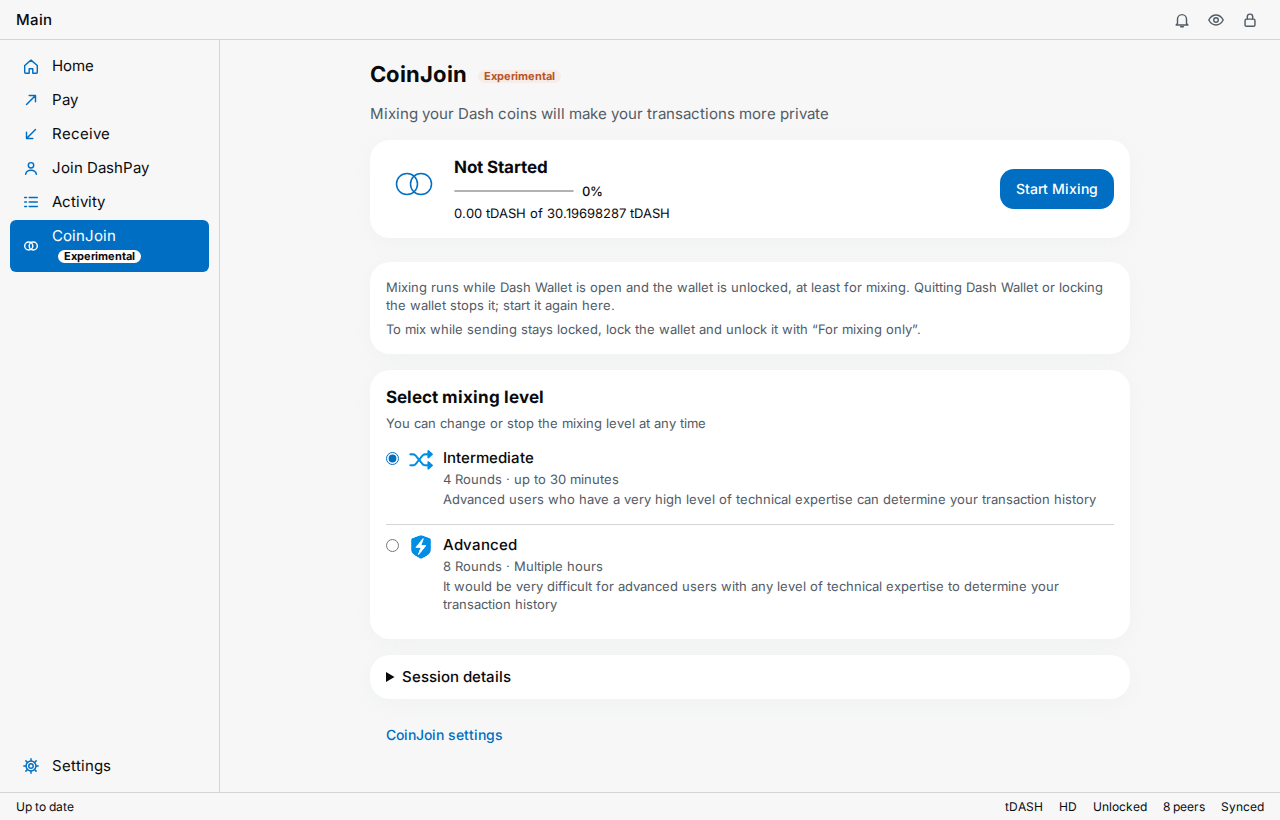 Main
Home
Pay
Receive
Join DashPay
Activity
CoinJoin
Experimental
Settings
CoinJoin Experimental
Mixing your Dash coins will make your transactions more private
Not Started
0%
0.00 tDASH of 30.19698287 tDASH
Start Mixing
Mixing runs while Dash Wallet is open and the wallet is unlocked, at least for mixing. Quitting Dash Wallet or locking
the wallet stops it; start it again here.
To mix while sending stays locked, lock the wallet and unlock it with “For mixing only”.
Select mixing level
You can change or stop the mixing level at any time
Intermediate
4 Rounds · up to 30 minutes
Advanced users who have a very high level of technical expertise can determine your transaction history
Advanced
8 Rounds · Multiple hours
It would be very difficult for advanced users with any level of technical expertise to determine your
transaction history
Session details
CoinJoin settings
Up to date
tDASH HD Unlocked 8 peers Synced